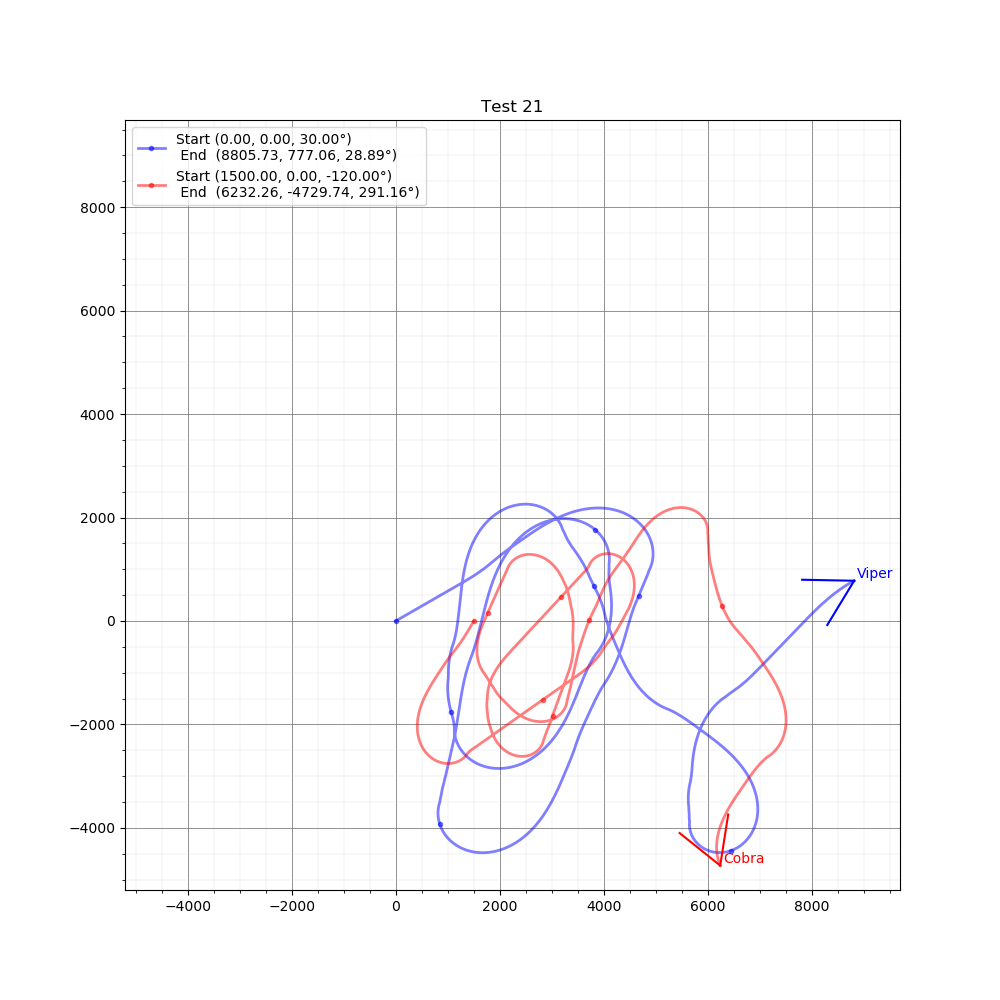 Test 21
Start (0.00, 0.00, 30.00°)
End (8805.73, 777.06, 28.89°)
Start (1500.00, 0.00, -120.00°)
End (6232.26, -4729.74, 291.16°)
8000
6000
4000
2000
0
−2000
−4000
Viper
Cobra
−4000 −2000 0 2000 4000 6000 8000